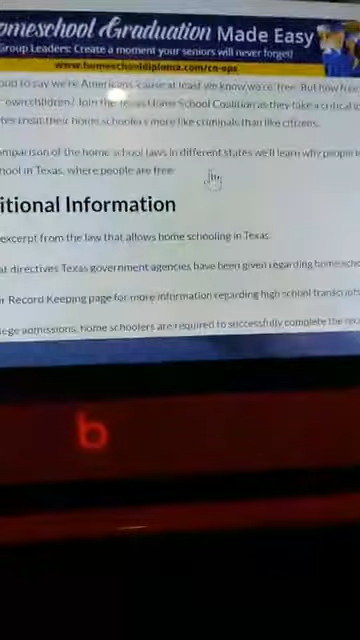 omeschool Graduation Made Easy
Group Leaders: Create a moment your seniors will never forget!
www.homeschooldiploma.com/co-ops
oud to say we're Americans 'cause at least we know we're free. But how free
own children? Join the Texas Home School Coalition as they take a critical
tes treat their home schoolers more like criminals than like citizens.
omparison of the home school laws in different states we'll learn why people
hool in Texas, where people are free.
itional Information
excerpt from the law that allows home schooling in Texas.
at directives Texas government agencies have been given regarding home scho
r Record Keeping page for more information regarding high school transcripts
lege admissions, home schoolers are required to successfully complete the
b